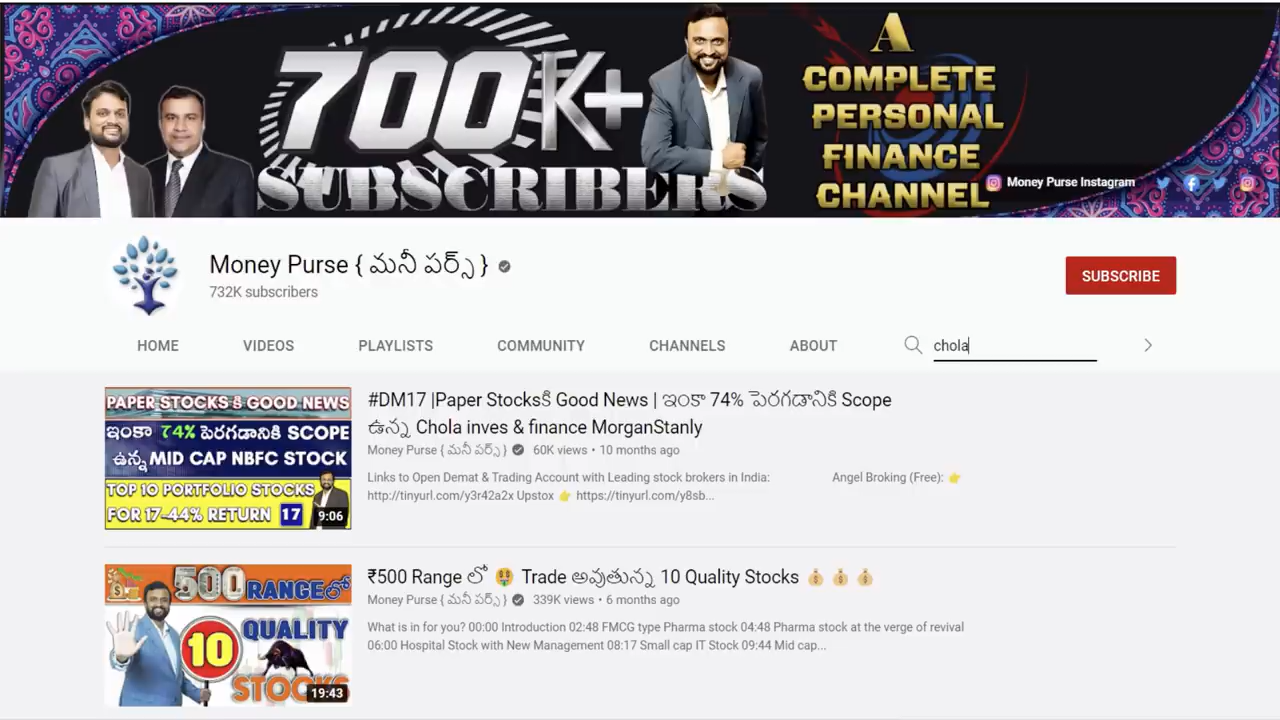 700K+
SUBSCRIBERS
A
COMPLETE
PERSONAL
FINANCE
CHANNEL
Money Purse Instagram
Money Purse { మనీ పర్స్ }
732K subscribers
SUBSCRIBE
HOME VIDEOS PLAYLISTS COMMUNITY CHANNELS ABOUT chola
PAPER STOCKS కి GOOD NEWS
ఇంకా 74% పెరగడానికి SCOPE
ఉన్న MID CAP NBFC STOCK
TOP 10 PORTFOLIO STOCKS
FOR 17-44% RETURN 17
9:06
#DM17 |Paper Stocksకి Good News | ఇంకా 74% పెరగడానికి Scope
ఉన్న Chola inves & finance MorganStanly
Money Purse { మనీ పర్స్ } 60K views • 10 months ago
Links to Open Demat & Trading Account with Leading stock brokers in India: Angel Broking (Free): 👉
http://tinyurl.com/y3r42a2x Upstox 👉 https://tinyurl.com/y8sb...
500 RANGEలో
10 QUALITY
STOCKS
19:43
₹500 Range లో 🤑 Trade అవుతున్న 10 Quality Stocks 💰 💰 💰
Money Purse { మనీ పర్స్ } 339K views • 6 months ago
What is in for you? 00:00 Introduction 02:48 FMCG type Pharma stock 04:48 Pharma stock at the verge of revival
06:00 Hospital Stock with New Management 08:17 Small cap IT Stock 09:44 Mid cap...